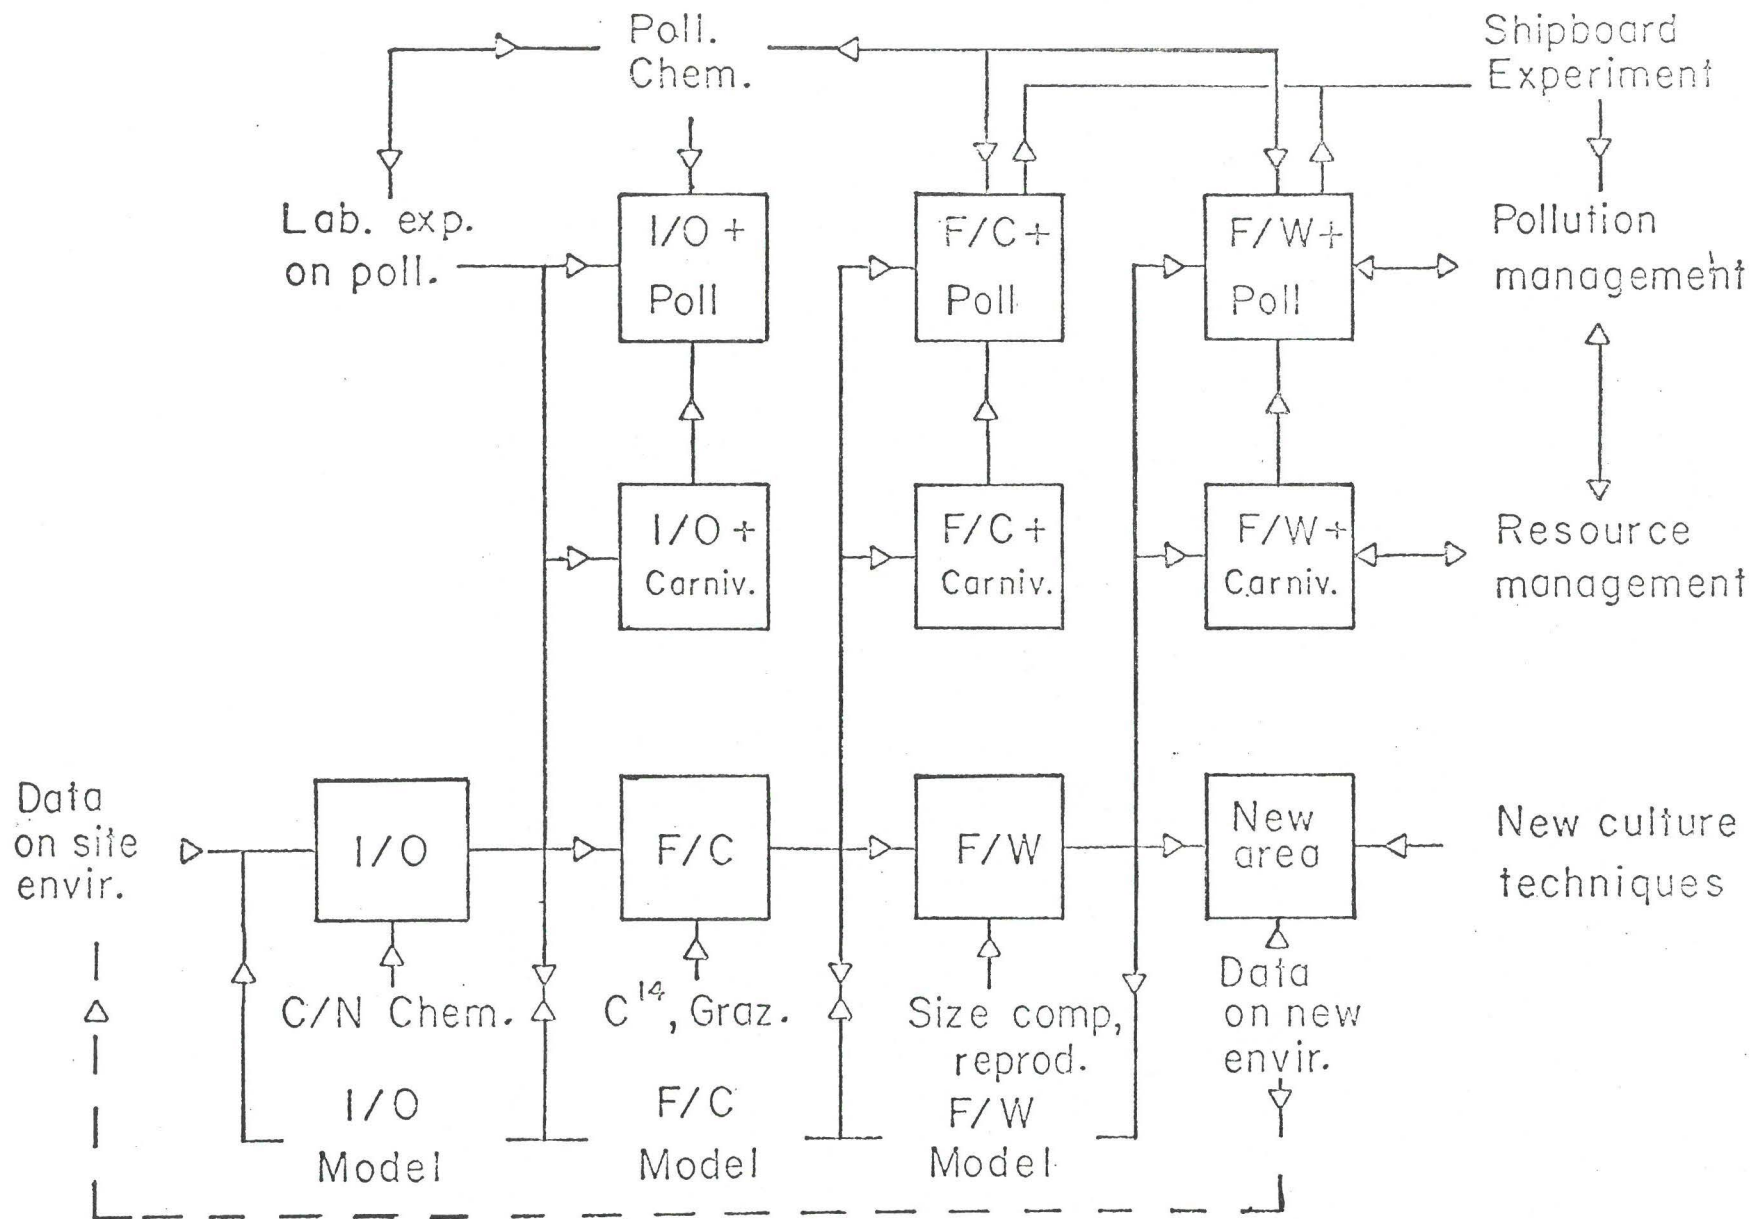 Poll.
Chem.
Shipboard
Experiment
Lab. exp.
on poll.
I/O +
Poll
F/C +
Poll
F/W+
Poll
Pollution
management
I/O +
Carniv.
F/C +
Carniv.
F/W+
Carniv.
Resource
management
Data
on site
envir.
I/O
F/C
F/W
New
area
New culture
techniques
C/N Chem.
C14, Graz.
Size comp,
reprod.
Data
on new
envir.
I/O
Model
F/C
Model
F/W
Model